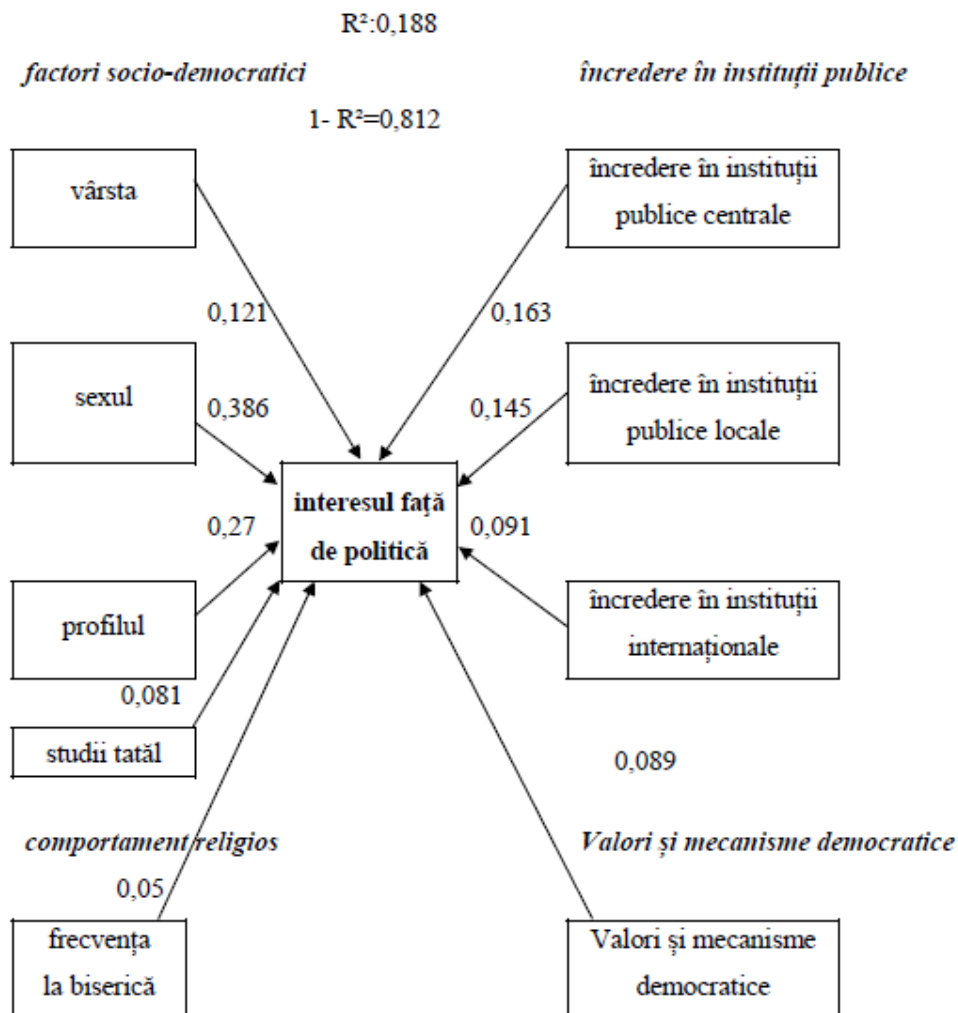 R²:0,188
factori socio-democratici
încredere în instituții publice
1- R²=0,812
vârsta
încredere în instituții
publice centrale
0,121
0,163
sexul
încredere în instituții
publice locale
0,386
0,145
interesul față
de politică
0,27
0,091
profilul
încredere în instituții
internaționale
0,081
studii tatăl
0,089
comportament religios
Valori și mecanisme democratice
0,05
frecvența
la biserică
Valori și mecanisme
democratice